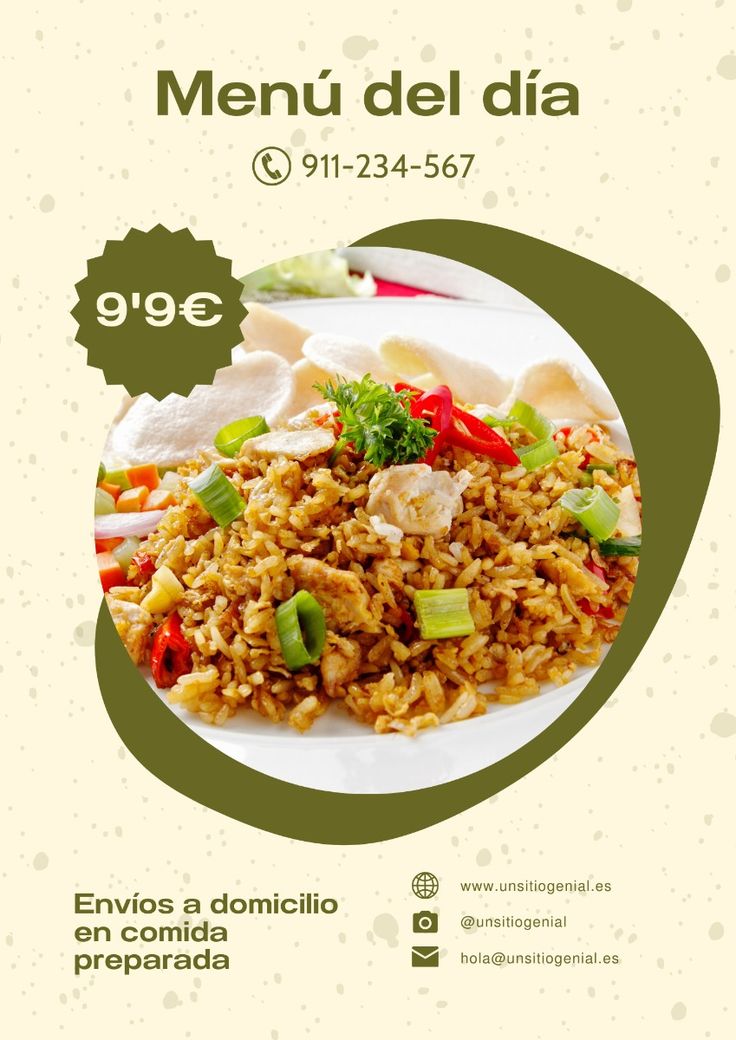 Menú del día
911-234-567
9'9€
Envíos a domicilio
en comida
preparada
www.unsitiogenial.es
@unsitiogenial
hola@unsitiogenial.es